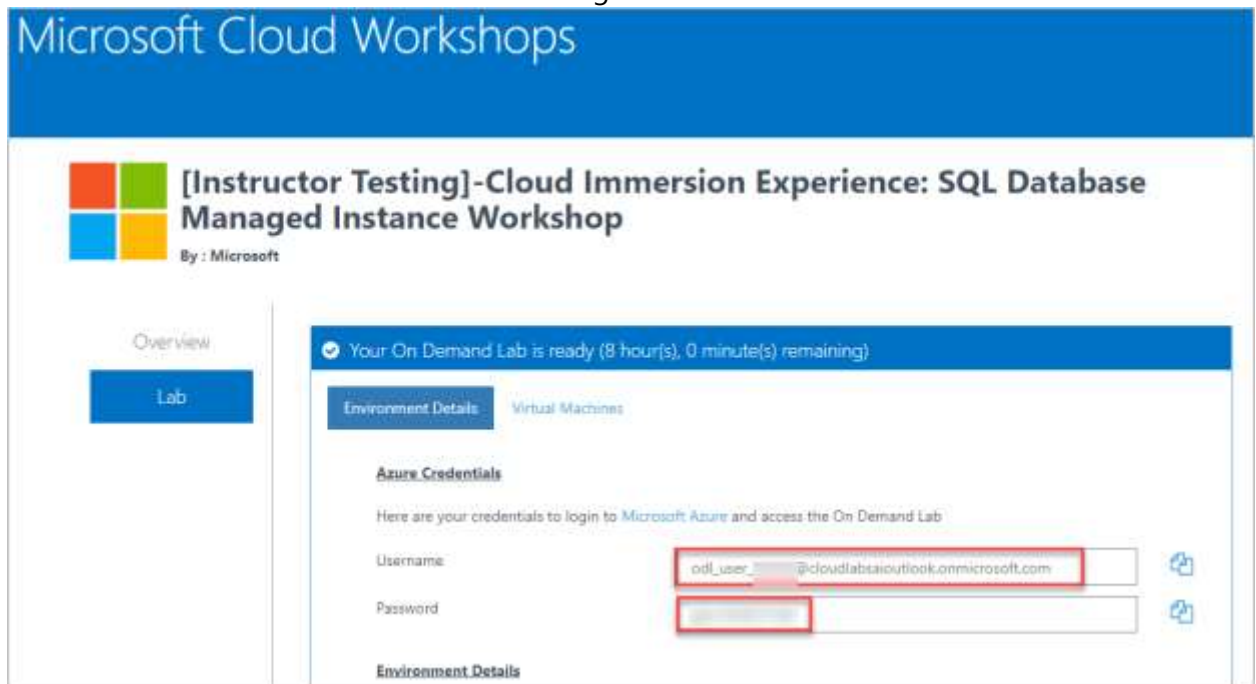 Microsoft Cloud Workshops
[Instructor Testing]-Cloud Immersion Experience: SQL Database
Managed Instance Workshop
By : Microsoft
Overview
Lab
Your On Demand Lab is ready (8 hour(s), 0 minute(s) remaining)
Environment Details Virtual Machines
Azure Credentials
Here are your credentials to login to Microsoft Azure and access the On Demand Lab
Username odl_user_ @cloudlabsaioutlook.onmicrosoft.com
Password
Environment Details